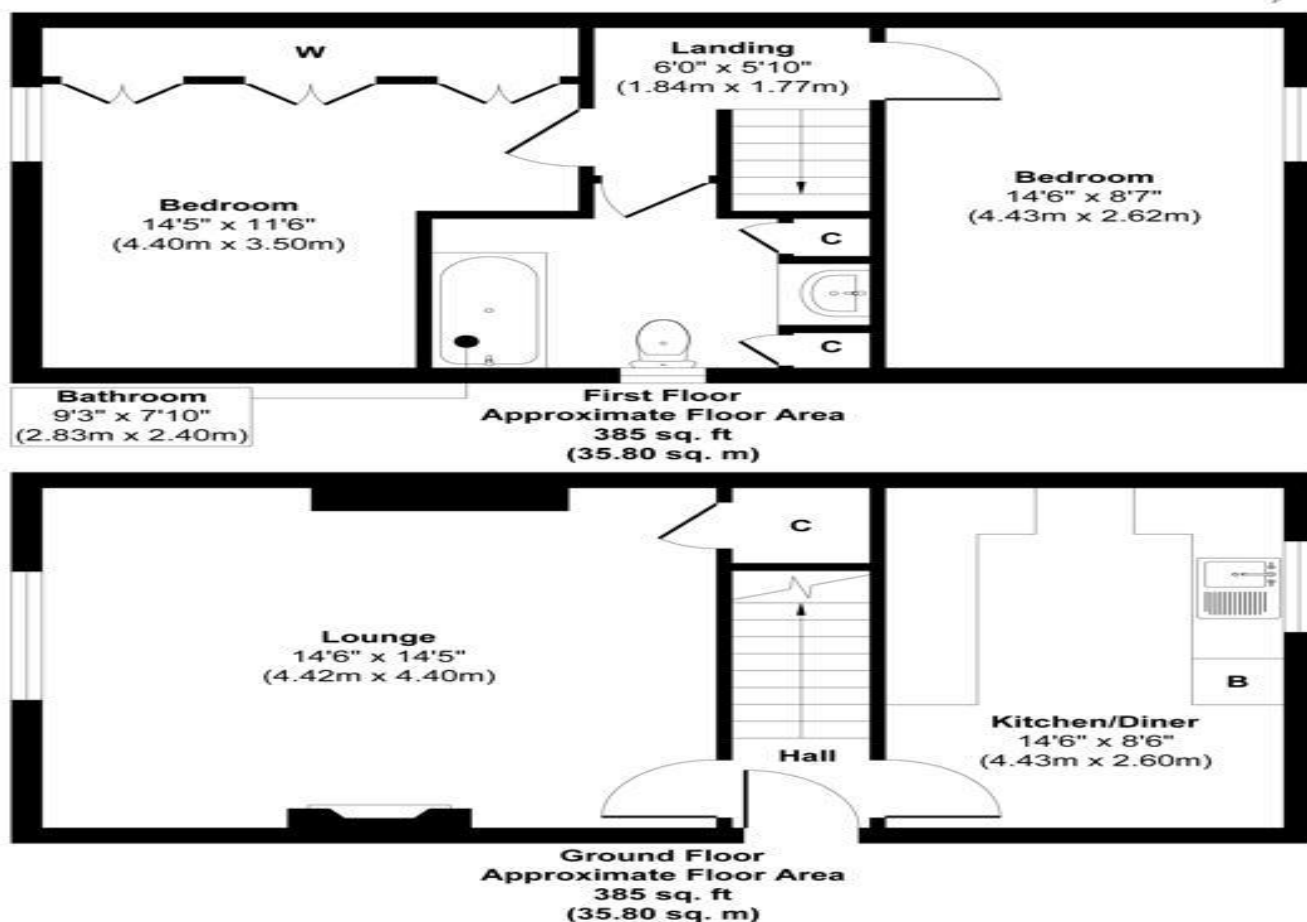 W
Landing
6'0" x 5'10"
(1.84m x 1.77m)
Bedroom
14'5" x 11'6"
(4.40m x 3.50m)
Bedroom
14'6" x 8'7"
(4.43m x 2.62m)
C
C
Bathroom
9'3" x 7'10"
(2.83m x 2.40m)
First Floor
Approximate Floor Area
385 sq. ft
(35.80 sq. m)
C
Lounge
14'6" x 14'5"
(4.42m x 4.40m)
B
Hall
Kitchen/Diner
14'6" x 8'6"
(4.43m x 2.60m)
Ground Floor
Approximate Floor Area
385 sq. ft
(35.80 sq. m)